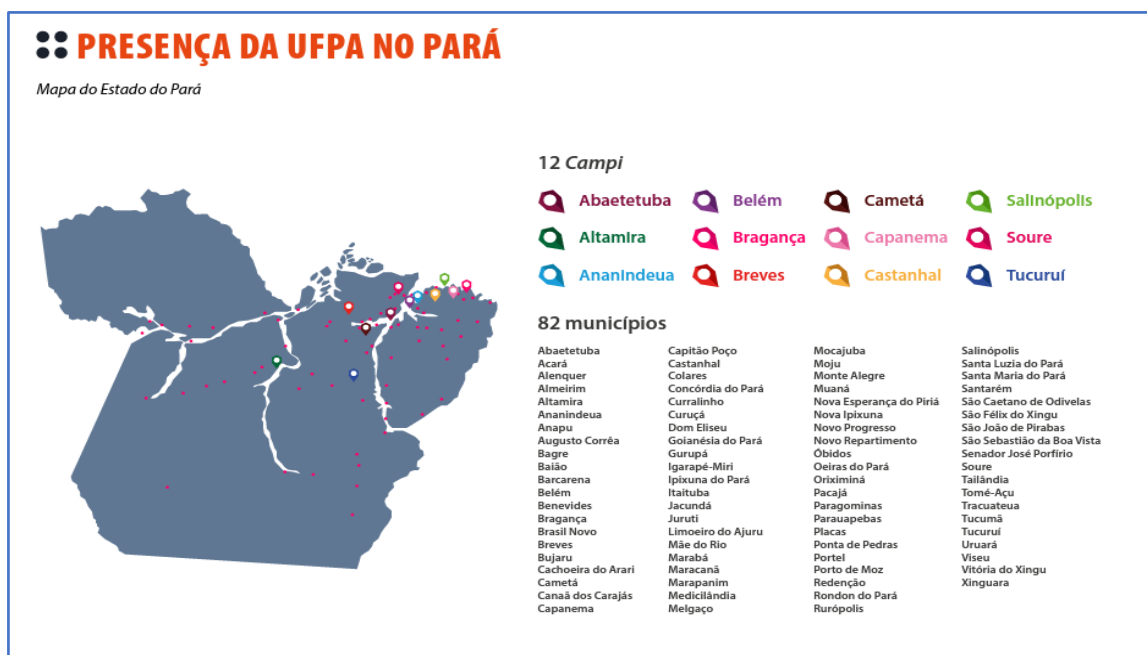 PRESENÇA DA UFPA NO PARÁ
Mapa do Estado do Pará
12 Campi
Abaetetuba
Belém
Cametá
Salinópolis
Altamira
Bragança
Capanema
Soure
Ananindeua
Breves
Castanhal
Tucuruí
82 municípios
Abaetetuba
Acará
Alenquer
Almeirim
Altamira
Ananindeua
Anapu
Augusto Corrêa
Bagre
Baião
Barcarena
Belém
Benevides
Bragança
Brasil Novo
Breves
Bujaru
Cachoeira do Arari
Cametá
Canaã dos Carajás
Capanema
Capitão Poço
Castanhal
Colares
Concórdia do Pará
Curralinho
Curuçá
Dom Eliseu
Goianésia do Pará
Gurupá
Igarapé-Miri
Ipixuna do Pará
Itaituba
Jacundá
Juruti
Limoeiro do Ajuru
Mãe do Rio
Marabá
Maracanã
Marapanim
Medicilândia
Melgaço
Mocajuba
Moju
Monte Alegre
Muaná
Nova Esperança do Piriá
Nova Ipixuna
Novo Progresso
Novo Repartimento
Óbidos
Oeiras do Pará
Oriximiná
Pacajá
Paragominas
Parauapebas
Placas
Ponta de Pedras
Portel
Porto de Moz
Redenção
Rondon do Pará
Rurópolis
Salinópolis
Santa Luzia do Pará
Santa Maria do Pará
Santarém
São Caetano de Odivelas
São Félix do Xingu
São João de Pirabas
São Sebastião da Boa Vista
Senador José Porfírio
Soure
Tailândia
Tomé-Açu
Tracuateua
Tucumã
Tucuruí
Uruará
Viseu
Vitória do Xingu
Xinguara